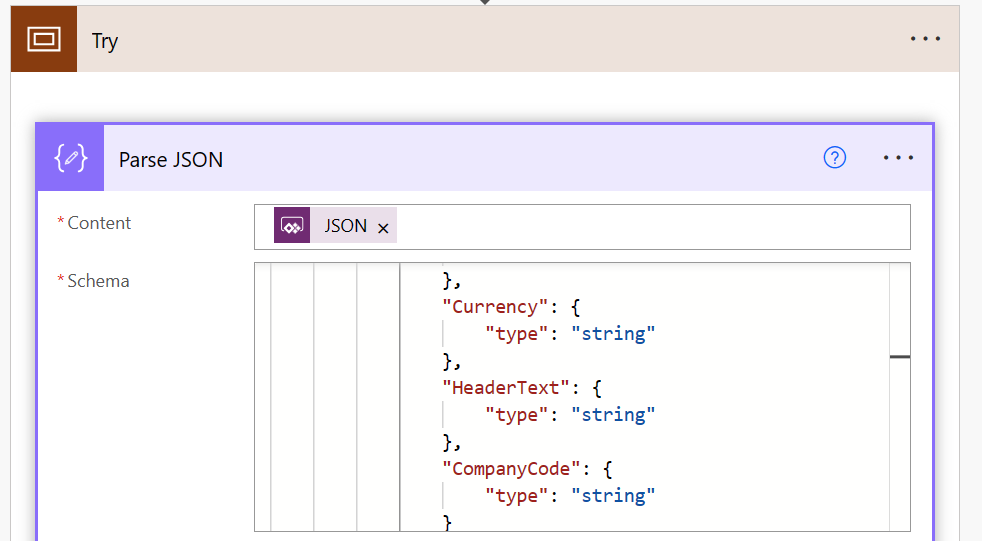 Try
Parse JSON
* Content
JSON
* Schema
},
"Currency": {
"type": "string"
},
"HeaderText": {
"type": "string"
},
"CompanyCode": {
"type": "string"
}